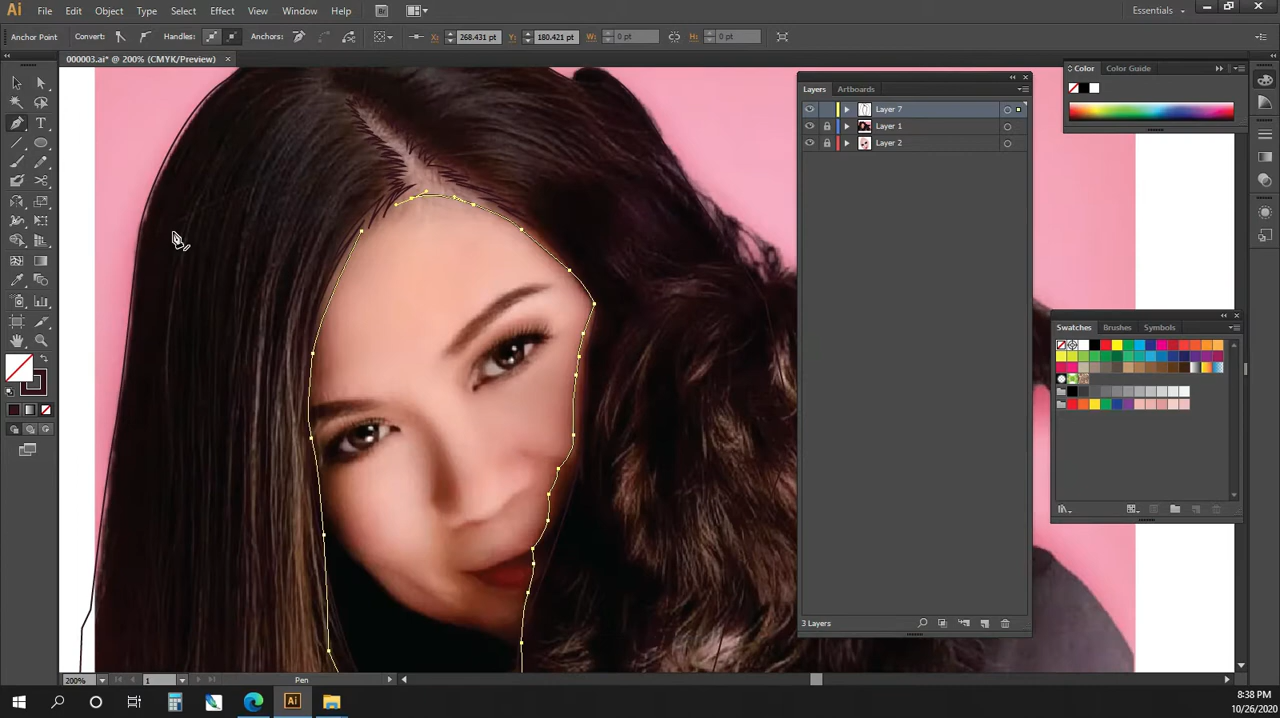 Ai File Edit Object Type Select Effect View Window Help Br Essentials
Anchor Point Convert: Handles: Anchors: X: 268.431 pt Y: 180.421 pt W: 0 pt H: 0 pt
000003.ai* @ 200% (CMYK/Preview)
Color Color Guide
Layers Artboards
Layer 7
Layer 1
Layer 2
Swatches Brushes Symbols
3 Layers
200% 1 Pen
Ai 8:38 PM
10/26/2020